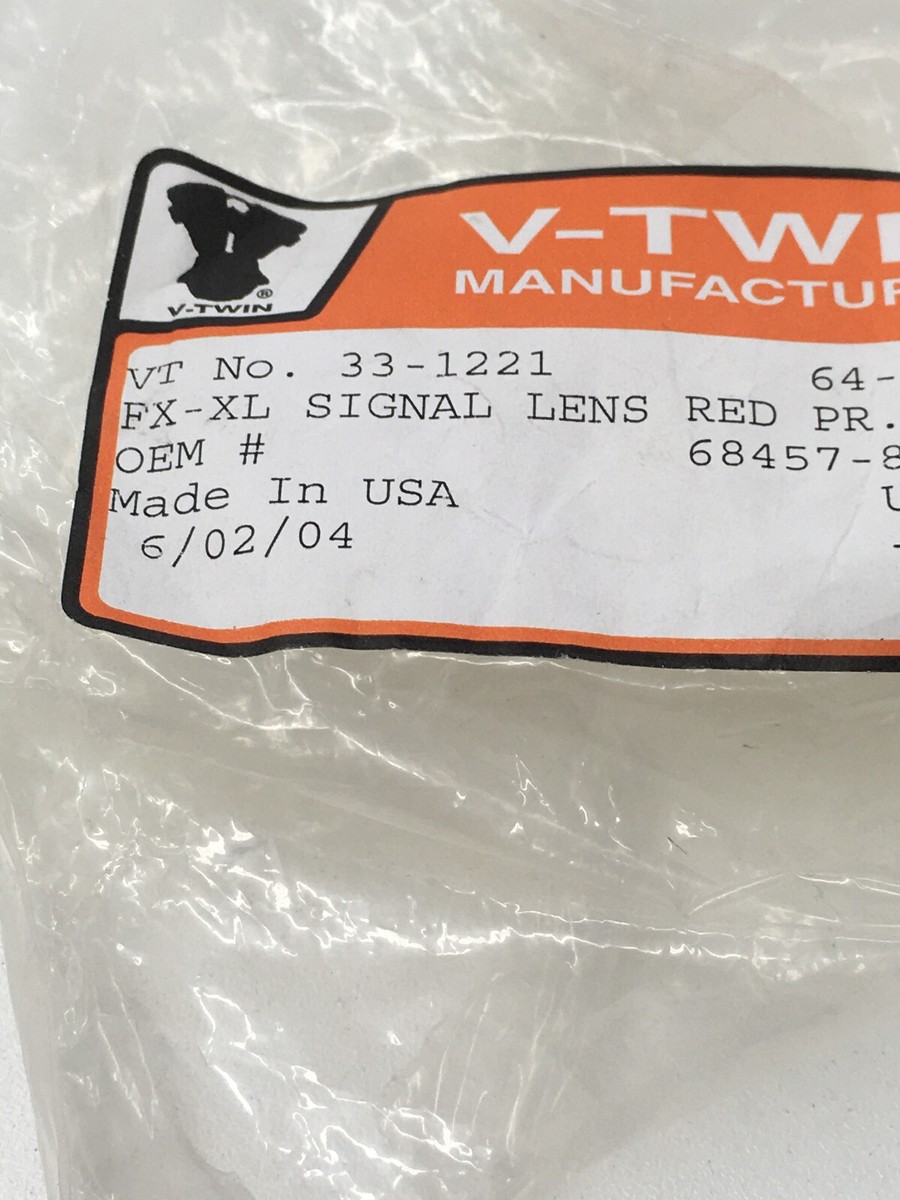 V-TWI
MANUFACTUR
V-TWIN®
VT No. 33-1221 64-
FX-XL SIGNAL LENS RED PR.
OEM # 68457-8
Made In USA U
6/02/04